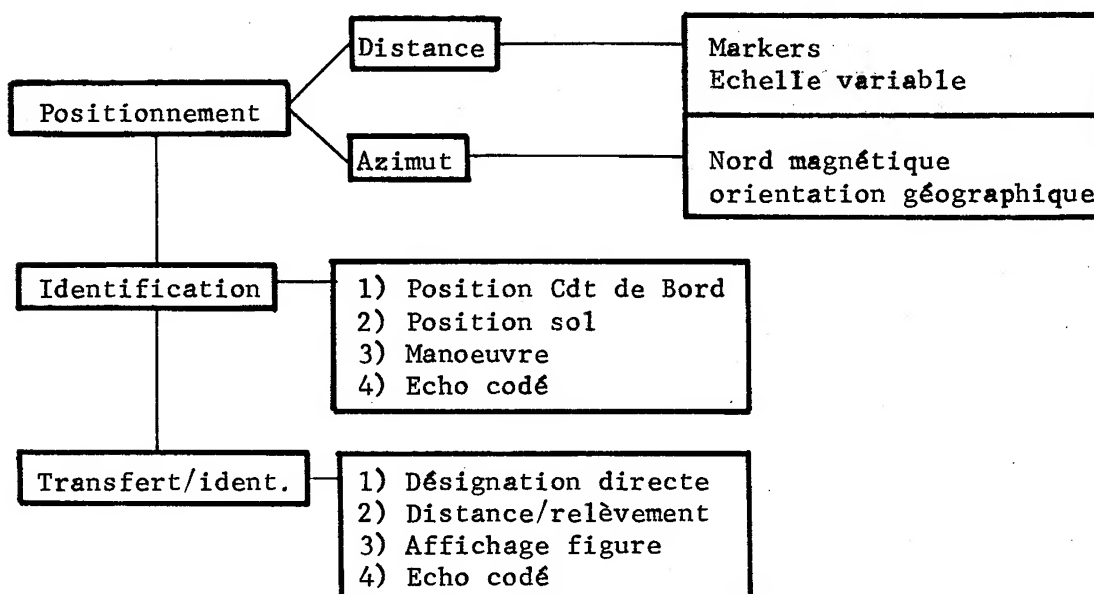 Positionnement
Distance
Markers
Echelle variable
Azimut
Nord magnétique
orientation géographique
Identification
1) Position Cdt de Bord
2) Position sol
3) Manoeuvre
4) Echo codé
Transfert/ident.
1) Désignation directe
2) Distance/relèvement
3) Affichage figure
4) Echo codé